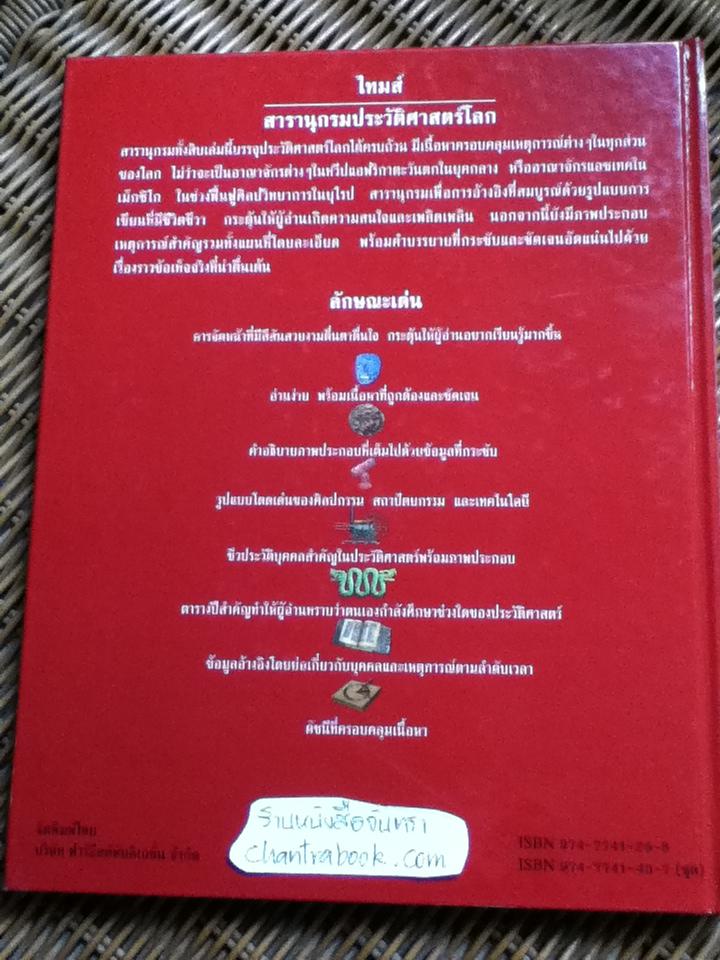 ไทมส์
สารานุกรมประวัติศาสตร์โลก
สารานุกรมทั้งสิบเล่มนี้บรรจุประวัติศาสตร์โลกได้ครบถ้วน มีเนื้อหาครอบคลุมเหตุการณ์ต่างๆในทุกส่วน
ของโลก ไม่ว่าจะเป็นอาณาจักรต่างๆในทวีปแอฟริกาตะวันตกในยุคกลาง หรืออาณาจักรแอซเทคใน
เม็กซิโก ในช่วงฟื้นฟูศิลปวิทยาการในยุโรป สารานุกรมเพื่อการอ้างอิงที่สมบูรณ์ด้วยรูปแบบการ
เขียนที่มีชีวิตชีวา กระตุ้นให้ผู้อ่านเกิดความสนใจและเพลิดเพลิน นอกจากนี้ยังมีภาพประกอบ
เหตุการณ์สำคัญรวมทั้งแผนที่โดยละเอียด พร้อมคำบรรยายที่กระชับและชัดเจนอัดแน่นไปด้วย
เรื่องราวข้อเท็จจริงที่น่าตื่นเต้น
ลักษณะเด่น
การจัดหน้าที่มีสีสันสวยงามตื่นตาตื่นใจ กระตุ้นให้ผู้อ่านอยากเรียนรู้มากขึ้น
อ่านง่าย พร้อมเนื้อหาที่ถูกต้องและชัดเจน
คำอธิบายภาพประกอบที่เต็มไปด้วยข้อมูลที่กระชับ
รูปแบบโดดเด่นของศิลปกรรม สถาปัตยกรรม และเทคโนโลยี
ชีวประวัติบุคคลสำคัญในประวัติศาสตร์พร้อมภาพประกอบ
ตารางปีสำคัญทำให้ผู้อ่านทราบว่าตนเองกำลังศึกษาช่วงใดของประวัติศาสตร์
ข้อมูลอ้างอิงโดยย่อเกี่ยวกับบุคคลและเหตุการณ์ตามลำดับเวลา
ดัชนีที่ครอบคลุมเนื้อหา
ร้านหนังสือจันทรา
chantrabook.com
จัดพิมพ์โดย
บริษัท จำกัด
ISBN
ISBN (ชุด)